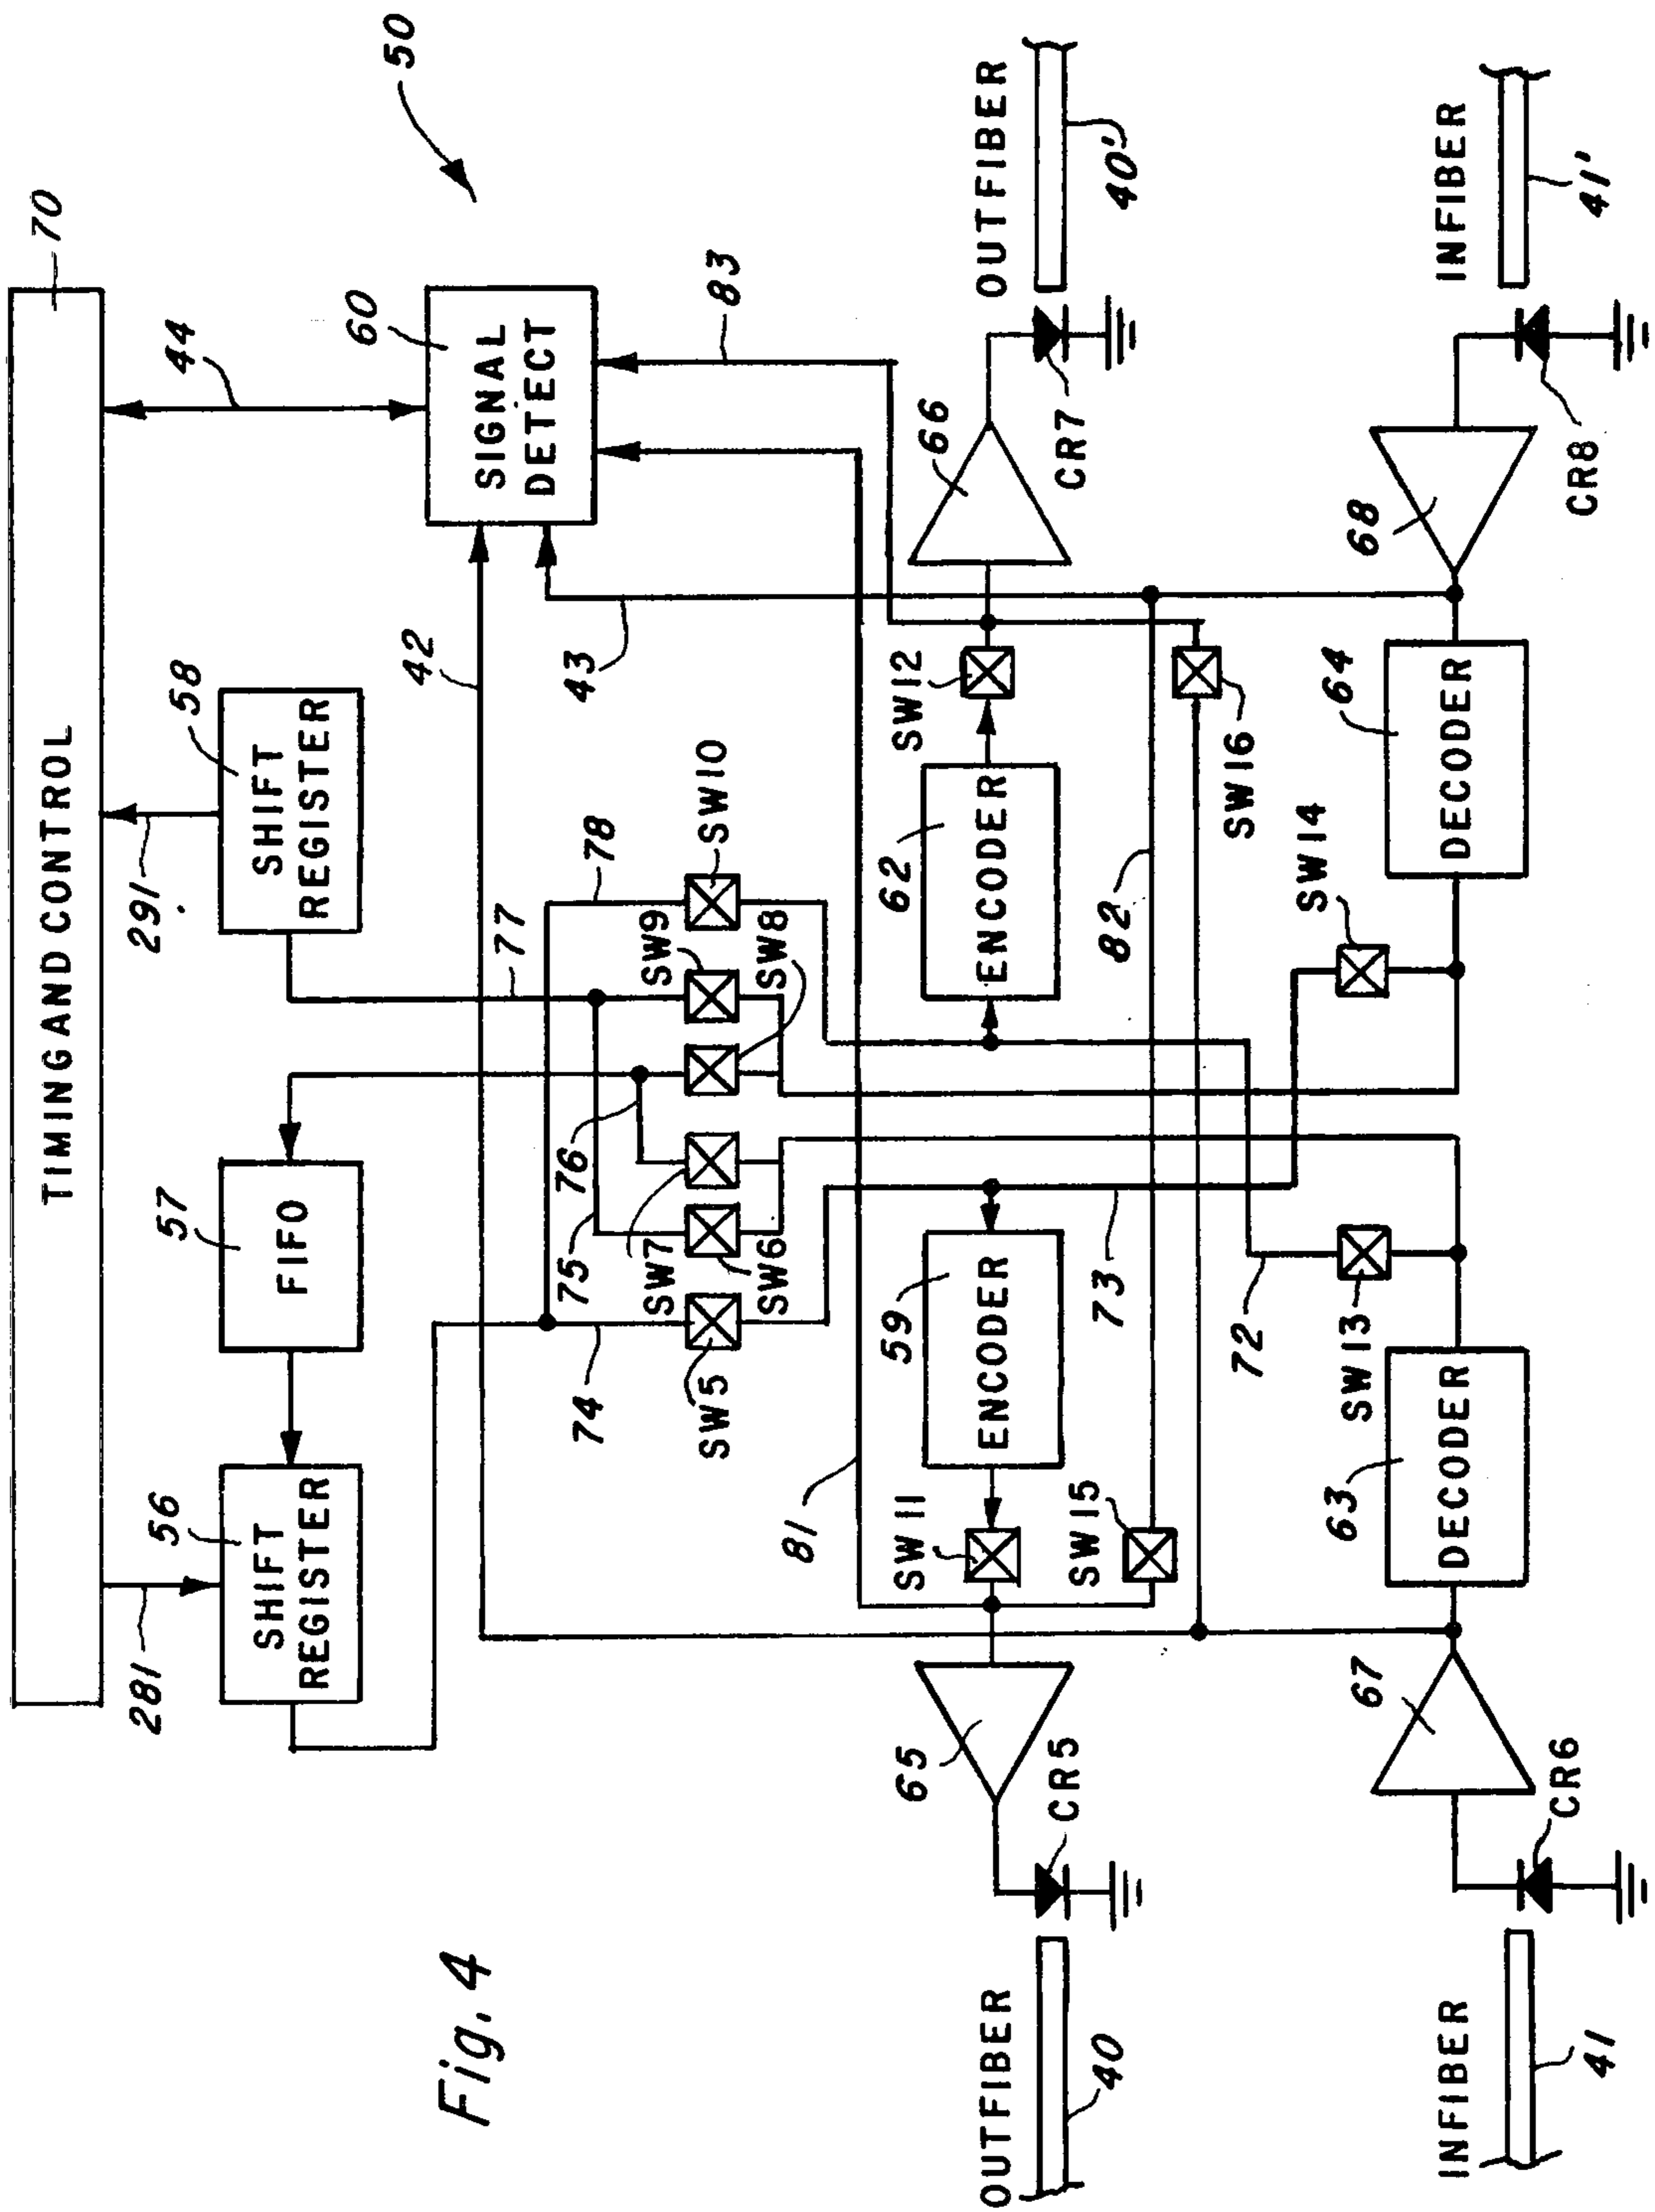 Fig. 4
TIMING AND CONTROL
70
281
291
44
50
56
SHIFT
REGISTER
57
FIFO
58
SHIFT
REGISTER
60
SIGNAL
DETECT
42
43
83
74
75
76
77
78
SW5
SW6
SW7
SW8
SW9
SW10
81
65
SW11
59
ENCODER
62
ENCODER
SW12
66
OUTFIBER
40
CR5
SW15
73
82
SW16
CR7
OUTFIBER
40'
72
SW13
SW14
INFIBER
41
CR6
67
63
DECODER
64
DECODER
68
CR8
INFIBER
41'